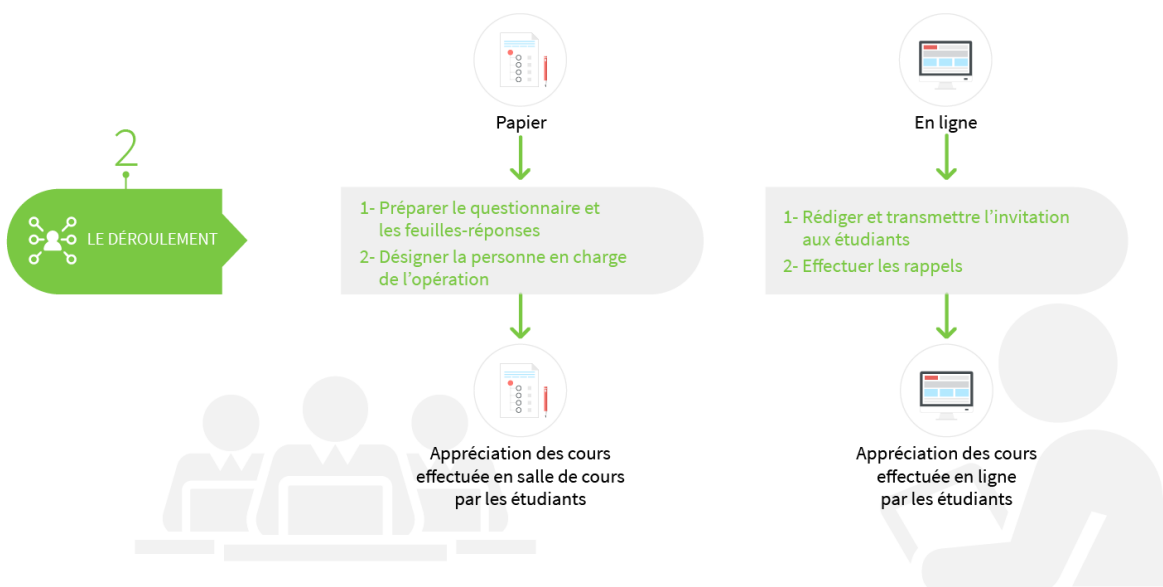 2
LE DÉROULEMENT
Papier
1- Préparer le questionnaire et
les feuilles-réponses
2- Désigner la personne en charge
de l’opération
Appréciation des cours
effectuée en salle de cours
par les étudiants
En ligne
1- Rédiger et transmettre l’invitation
aux étudiants
2- Effectuer les rappels
Appréciation des cours
effectuée en ligne
par les étudiants